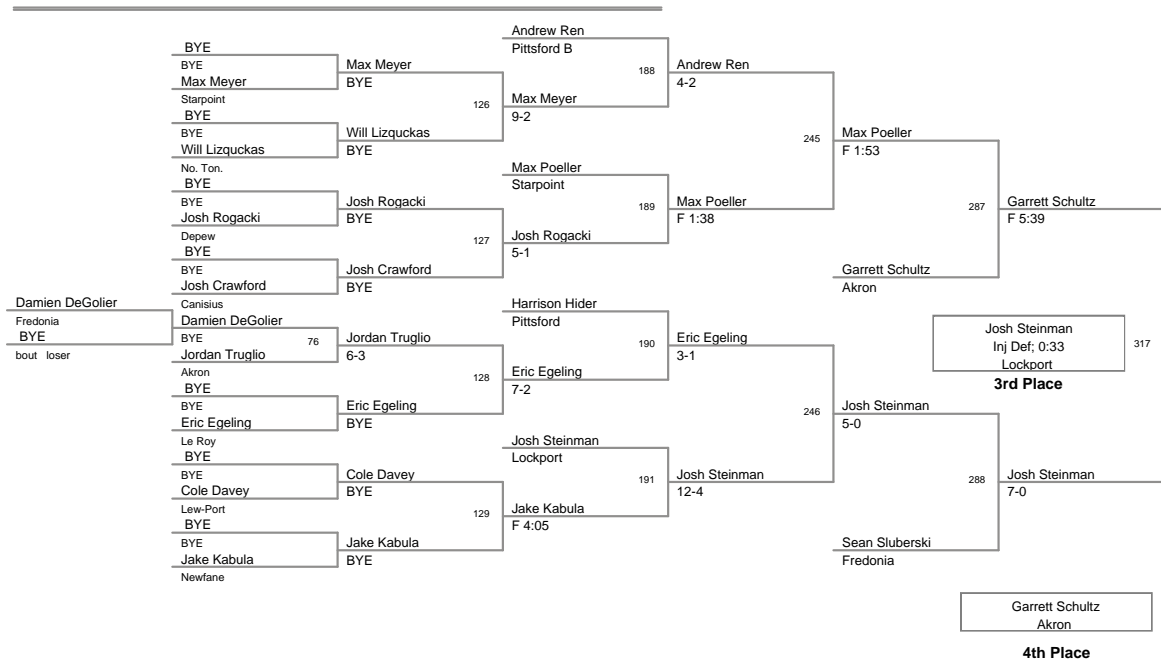 Damien DeGolier
Fredonia
BYE
bout loser
BYE
BYE
Max Meyer
Starpoint
BYE
BYE
Will Lizquckas
No. Ton.
BYE
BYE
Josh Rogacki
Depew
BYE
BYE
Josh Crawford
Canisius
Damien DeGolier
BYE
76
Jordan Truglio
Akron
BYE
BYE
Eric Egeling
Le Roy
BYE
BYE
Cole Davey
Lew-Port
BYE
BYE
Jake Kabula
Newfane
Max Meyer
BYE
126
Will Lizquckas
BYE
Josh Rogacki
BYE
127
Josh Crawford
BYE
Jordan Truglio
6-3
128
Eric Egeling
BYE
Cole Davey
BYE
129
Jake Kabula
BYE
Andrew Ren
Pittsford B
188
Max Meyer
9-2
Max Poeller
Starpoint
189
Josh Rogacki
5-1
Harrison Hider
Pittsford
190
Eric Egeling
7-2
Josh Steinman
Lockport
191
Jake Kabula
F 4:05
Andrew Ren
4-2
245
Max Poeller
F 1:38
Eric Egeling
3-1
246
Josh Steinman
12-4
Max Poeller
F 1:53
287
Garrett Schultz
Akron
Josh Steinman
5-0
288
Sean Sluberski
Fredonia
Garrett Schultz
F 5:39
Josh Steinman
Inj Def; 0:33
Lockport
317
3rd Place
Josh Steinman
7-0
Garrett Schultz
Akron
4th Place